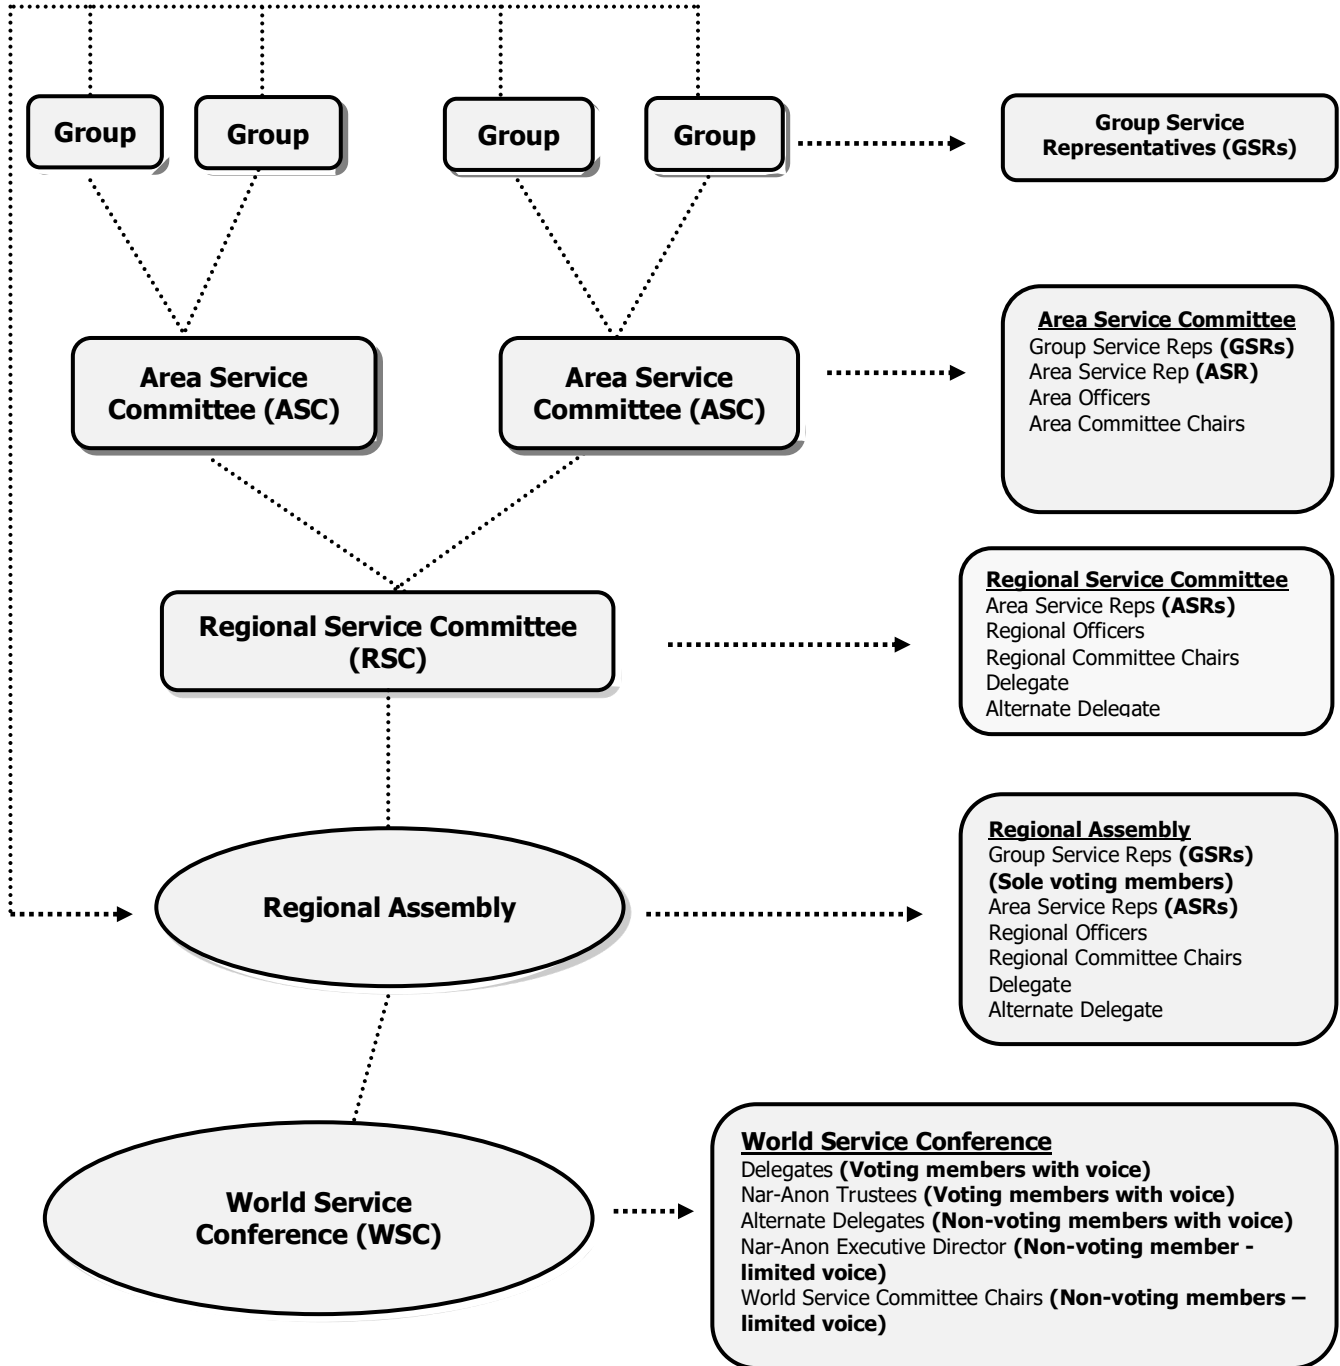 Group
Group
Group
Group
Group Service
Representatives (GSRs)
Area Service
Committee (ASC)
Area Service
Committee (ASC)
Area Service Committee
Group Service Reps (GSRs)
Area Service Rep (ASR)
Area Officers
Area Committee Chairs
Regional Service Committee
(RSC)
Regional Service Committee
Area Service Reps (ASRs)
Regional Officers
Regional Committee Chairs
Delegate
Alternate Delegate
Regional Assembly
Regional Assembly
Group Service Reps (GSRs)
(Sole voting members)
Area Service Reps (ASRs)
Regional Officers
Regional Committee Chairs
Delegate
Alternate Delegate
World Service
Conference (WSC)
World Service Conference
Delegates (Voting members with voice)
Nar-Anon Trustees (Voting members with voice)
Alternate Delegates (Non-voting members with voice)
Nar-Anon Executive Director (Non-voting member -
limited voice)
World Service Committee Chairs (Non-voting members –
limited voice)